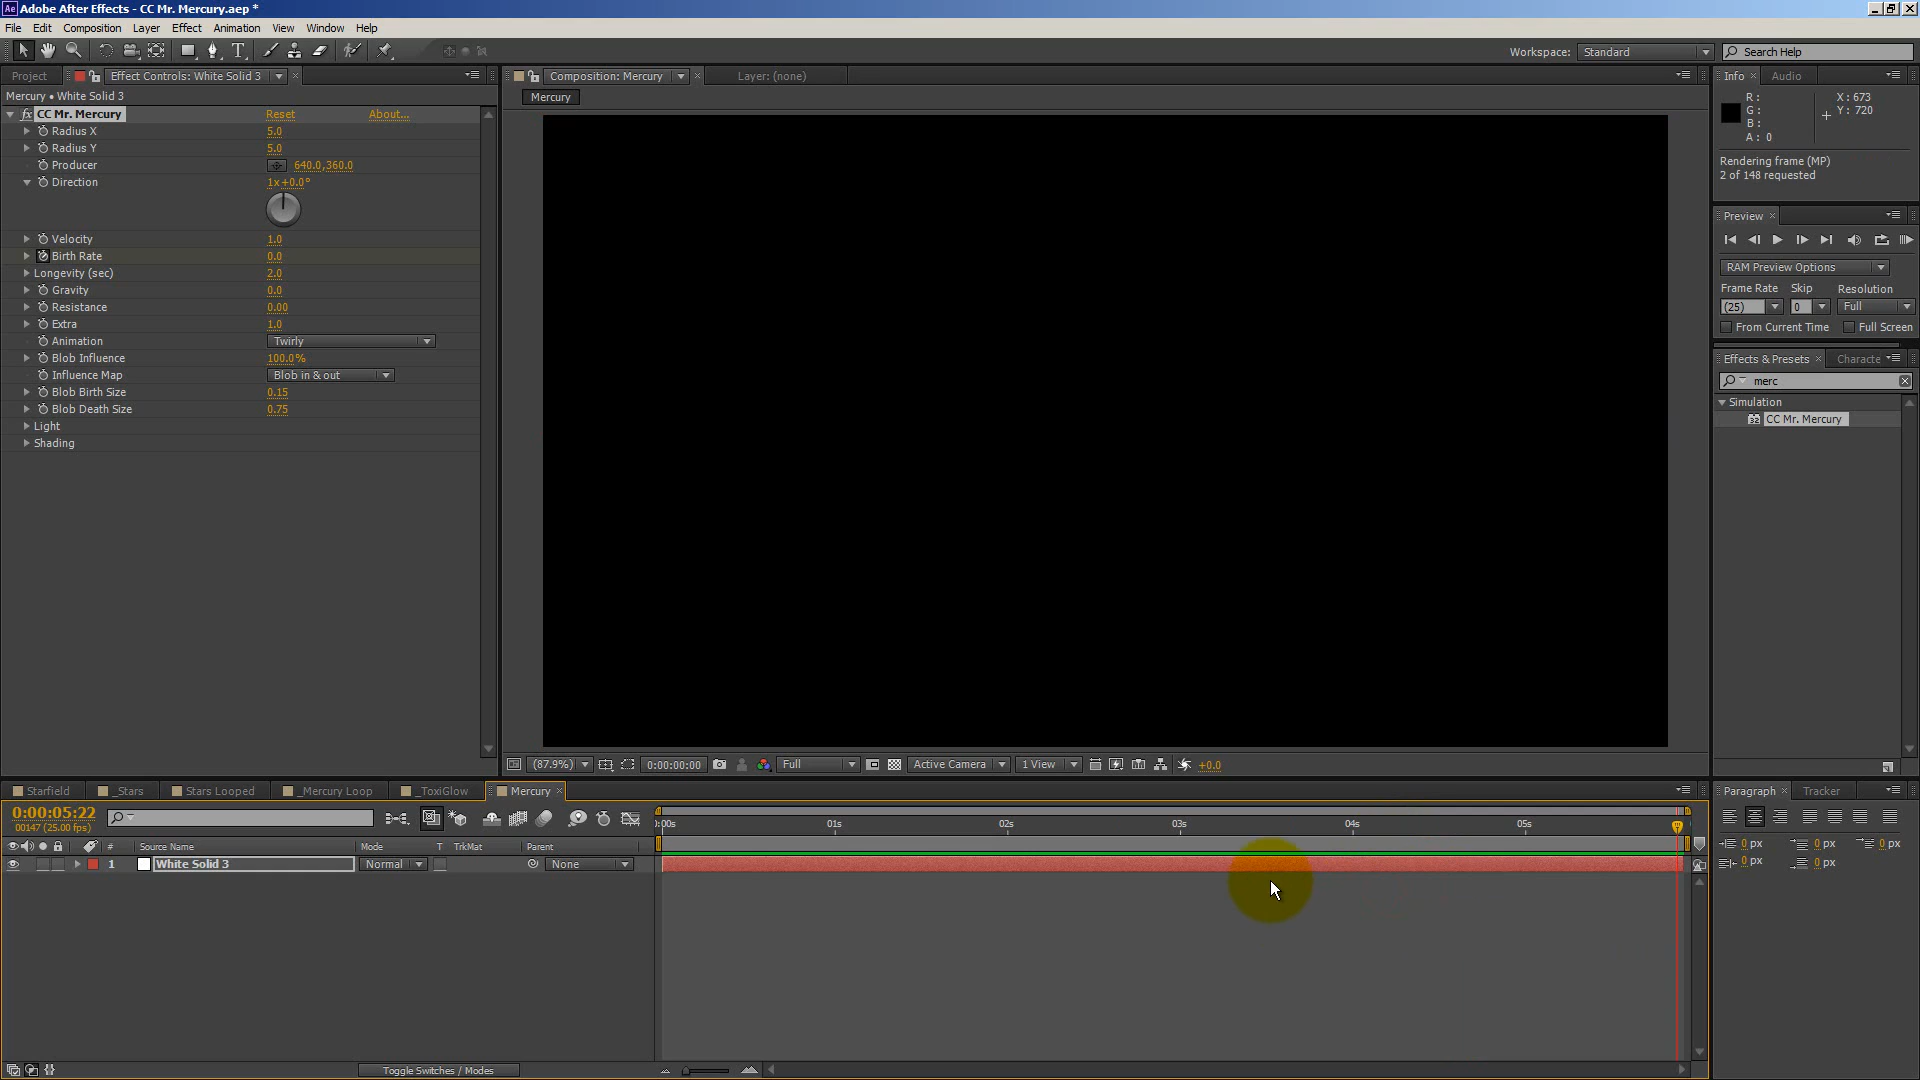 Adobe After Effects - CC Mr. Mercury.aep *
File Edit Composition Layer Effect Animation View Window Help
Workspace: Standard Search Help
Project Effect Controls: White Solid 3 Composition: Mercury Layer: (none) Info Audio
Mercury • White Solid 3
Mercury
fx CC Mr. Mercury Reset About...
Radius X 5.0
Radius Y 5.0
Producer 640.0,360.0
Direction 1x+0.0°
Velocity 1.0
Birth Rate 0.0
Longevity (sec) 2.0
Gravity 0.0
Resistance 0.00
Extra 1.0
Animation Twirly
Blob Influence 100.0%
Influence Map Blob in & out
Blob Birth Size 0.15
Blob Death Size 0.75
Light
Shading
R : X : 673
G : Y : 720
B :
A : 0
Rendering frame (MP)
2 of 148 requested
Preview
RAM Preview Options
Frame Rate Skip Resolution
(25) 0 Full
From Current Time Full Screen
Effects & Presets Characte
merc
Simulation
32 CC Mr. Mercury
(87.9%) 0:00:00:00 Full Active Camera 1 View +0.0
Starfield _Stars Stars Looped _Mercury Loop _ToxiGlow Mercury
Paragraph Tracker
0:00:05:22
00147 (25.00 fps)
:00s 01s 02s 03s 04s 05s
# Source Name Mode T TrkMat Parent
1 White Solid 3 Normal None
0 px 0 px 0 px
0 px 0 px
Toggle Switches / Modes